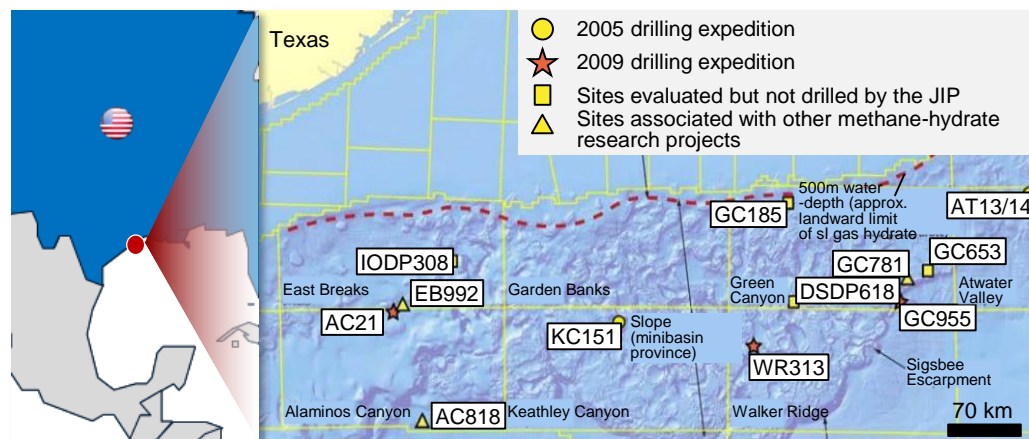 Texas
2005 drilling expedition
2009 drilling expedition
Sites evaluated but not drilled by the JIP
Sites associated with other methane-hydrate
research projects
500m water
-depth (approx.
landward limit
of sI gas hydrate
GC185
AT13/14
IODP308
GC653
GC781
East Breaks
EB992
Garden Banks
Green
Canyon
DSDP618
Atwater
Valley
AC21
GC955
KC151
Slope
(minibasin
province)
WR313
Sigsbee
Escarpment
Alaminos Canyon
AC818
Keathley Canyon
Walker Ridge
70 km